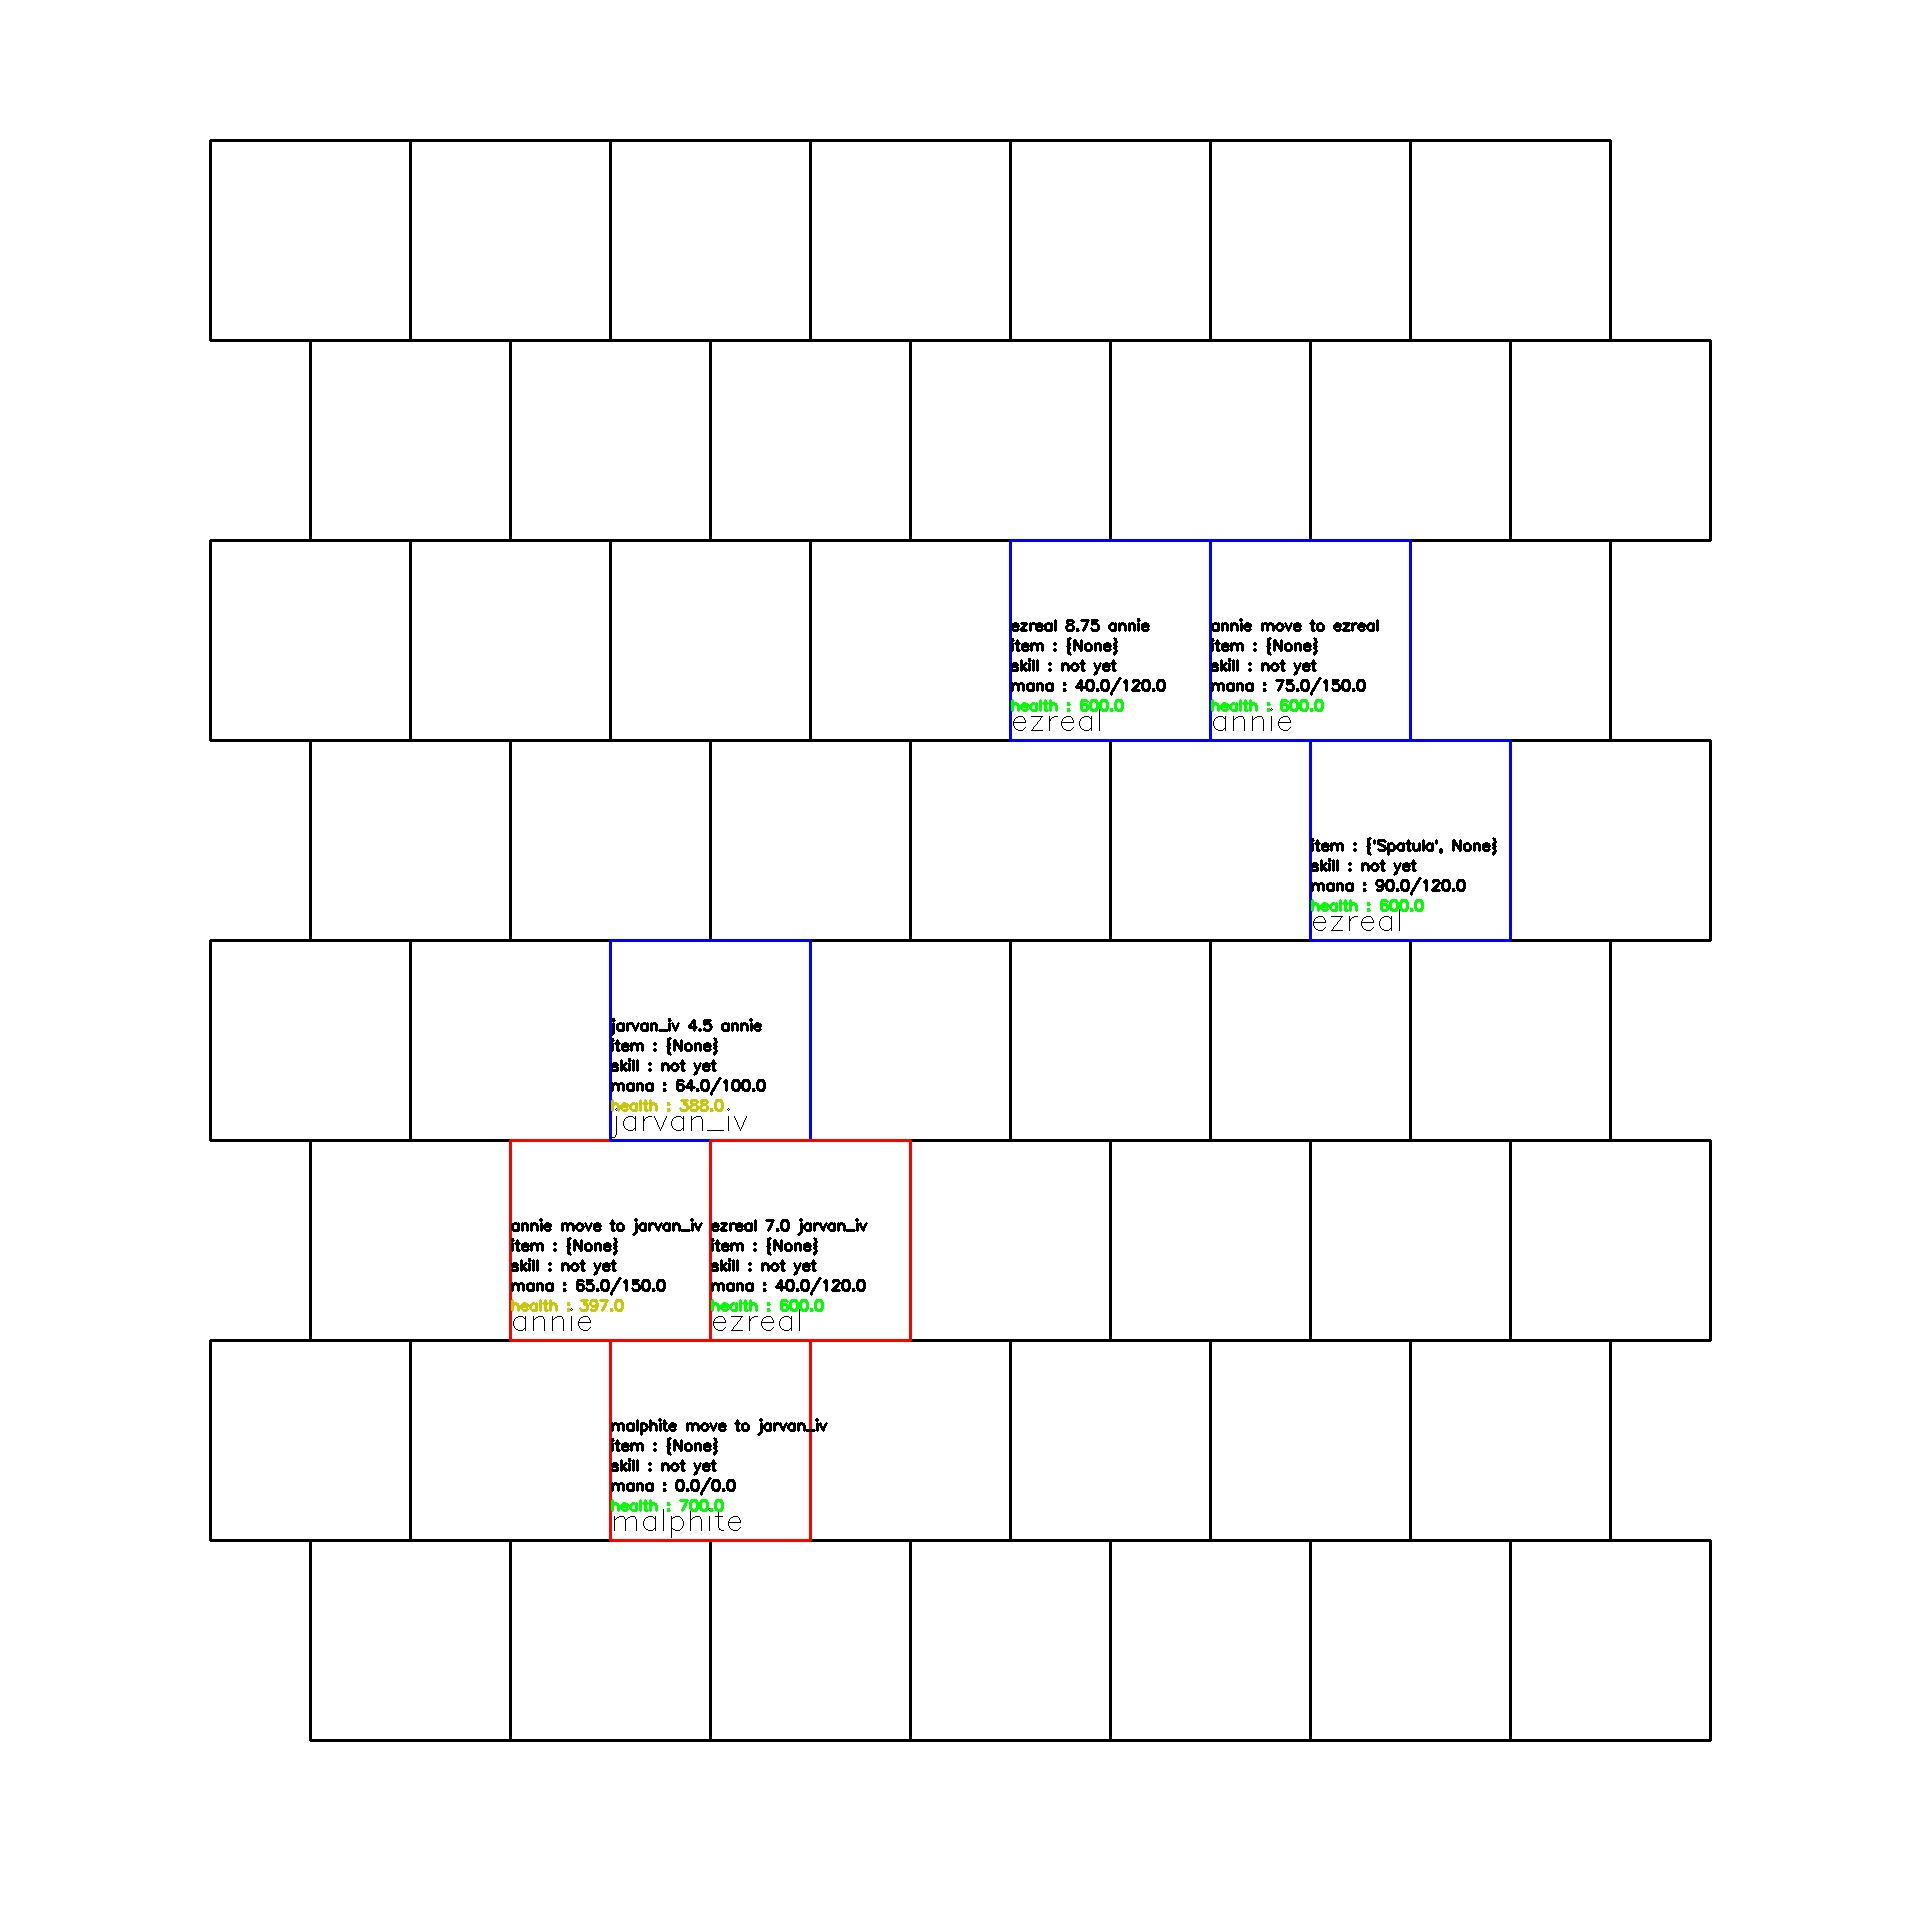 ezreal 8.75 annie
item : {None}
skill : not yet
mana : 40.0/120.0
health : 600.0
ezreal
annie move to ezreal
item : {None}
skill : not yet
mana : 75.0/150.0
health : 600.0
annie
item : {'Spatula', None}
skill : not yet
mana : 90.0/120.0
health : 600.0
ezreal
jarvan_iv 4.5 annie
item : {None}
skill : not yet
mana : 64.0/100.0
health : 388.0
jarvan_iv
annie move to jarvan_iv
item : {None}
skill : not yet
mana : 65.0/150.0
health : 397.0
annie
ezreal 7.0 jarvan_iv
item : {None}
skill : not yet
mana : 40.0/120.0
health : 600.0
ezreal
malphite move to jarvan_iv
item : {None}
skill : not yet
mana : 0.0/0.0
health : 700.0
malphite